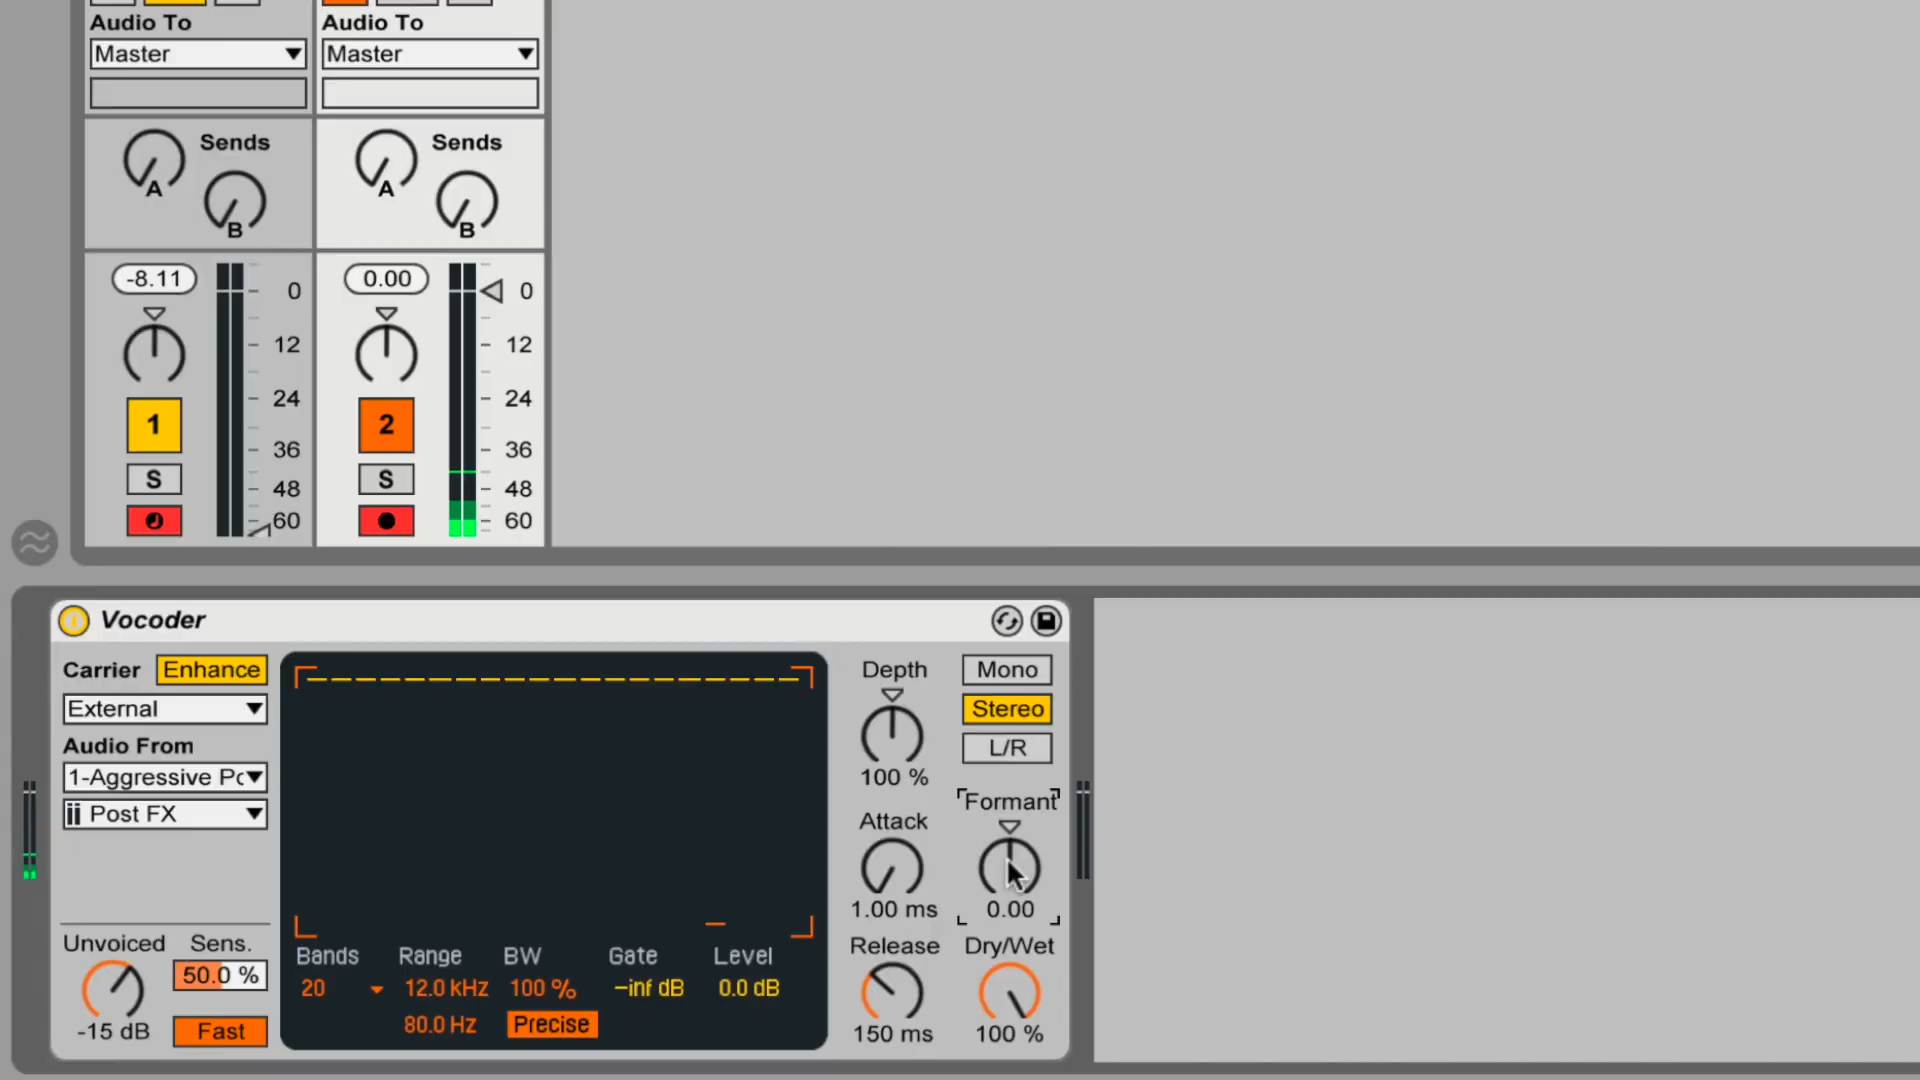 Audio To
Audio To
Master
Master
Sends
Sends
A
A
B
B
-8.11
0.00
0
0
12
12
24
24
1
2
36
36
S
S
48
48
60
60
Vocoder
Carrier Enhance
Depth
Mono
External
Stereo
Audio From
L/R
1-Aggressive Pc
100 %
Formant
Post FX
Attack
1.00 ms
0.00
Unvoiced
Sens.
Release
Dry/Wet
Bands
Range
BW
Gate
Level
50.0 %
20
12.0 kHz
100 %
-inf dB
0.0 dB
-15 dB
Fast
80.0 Hz
Precise
150 ms
100 %